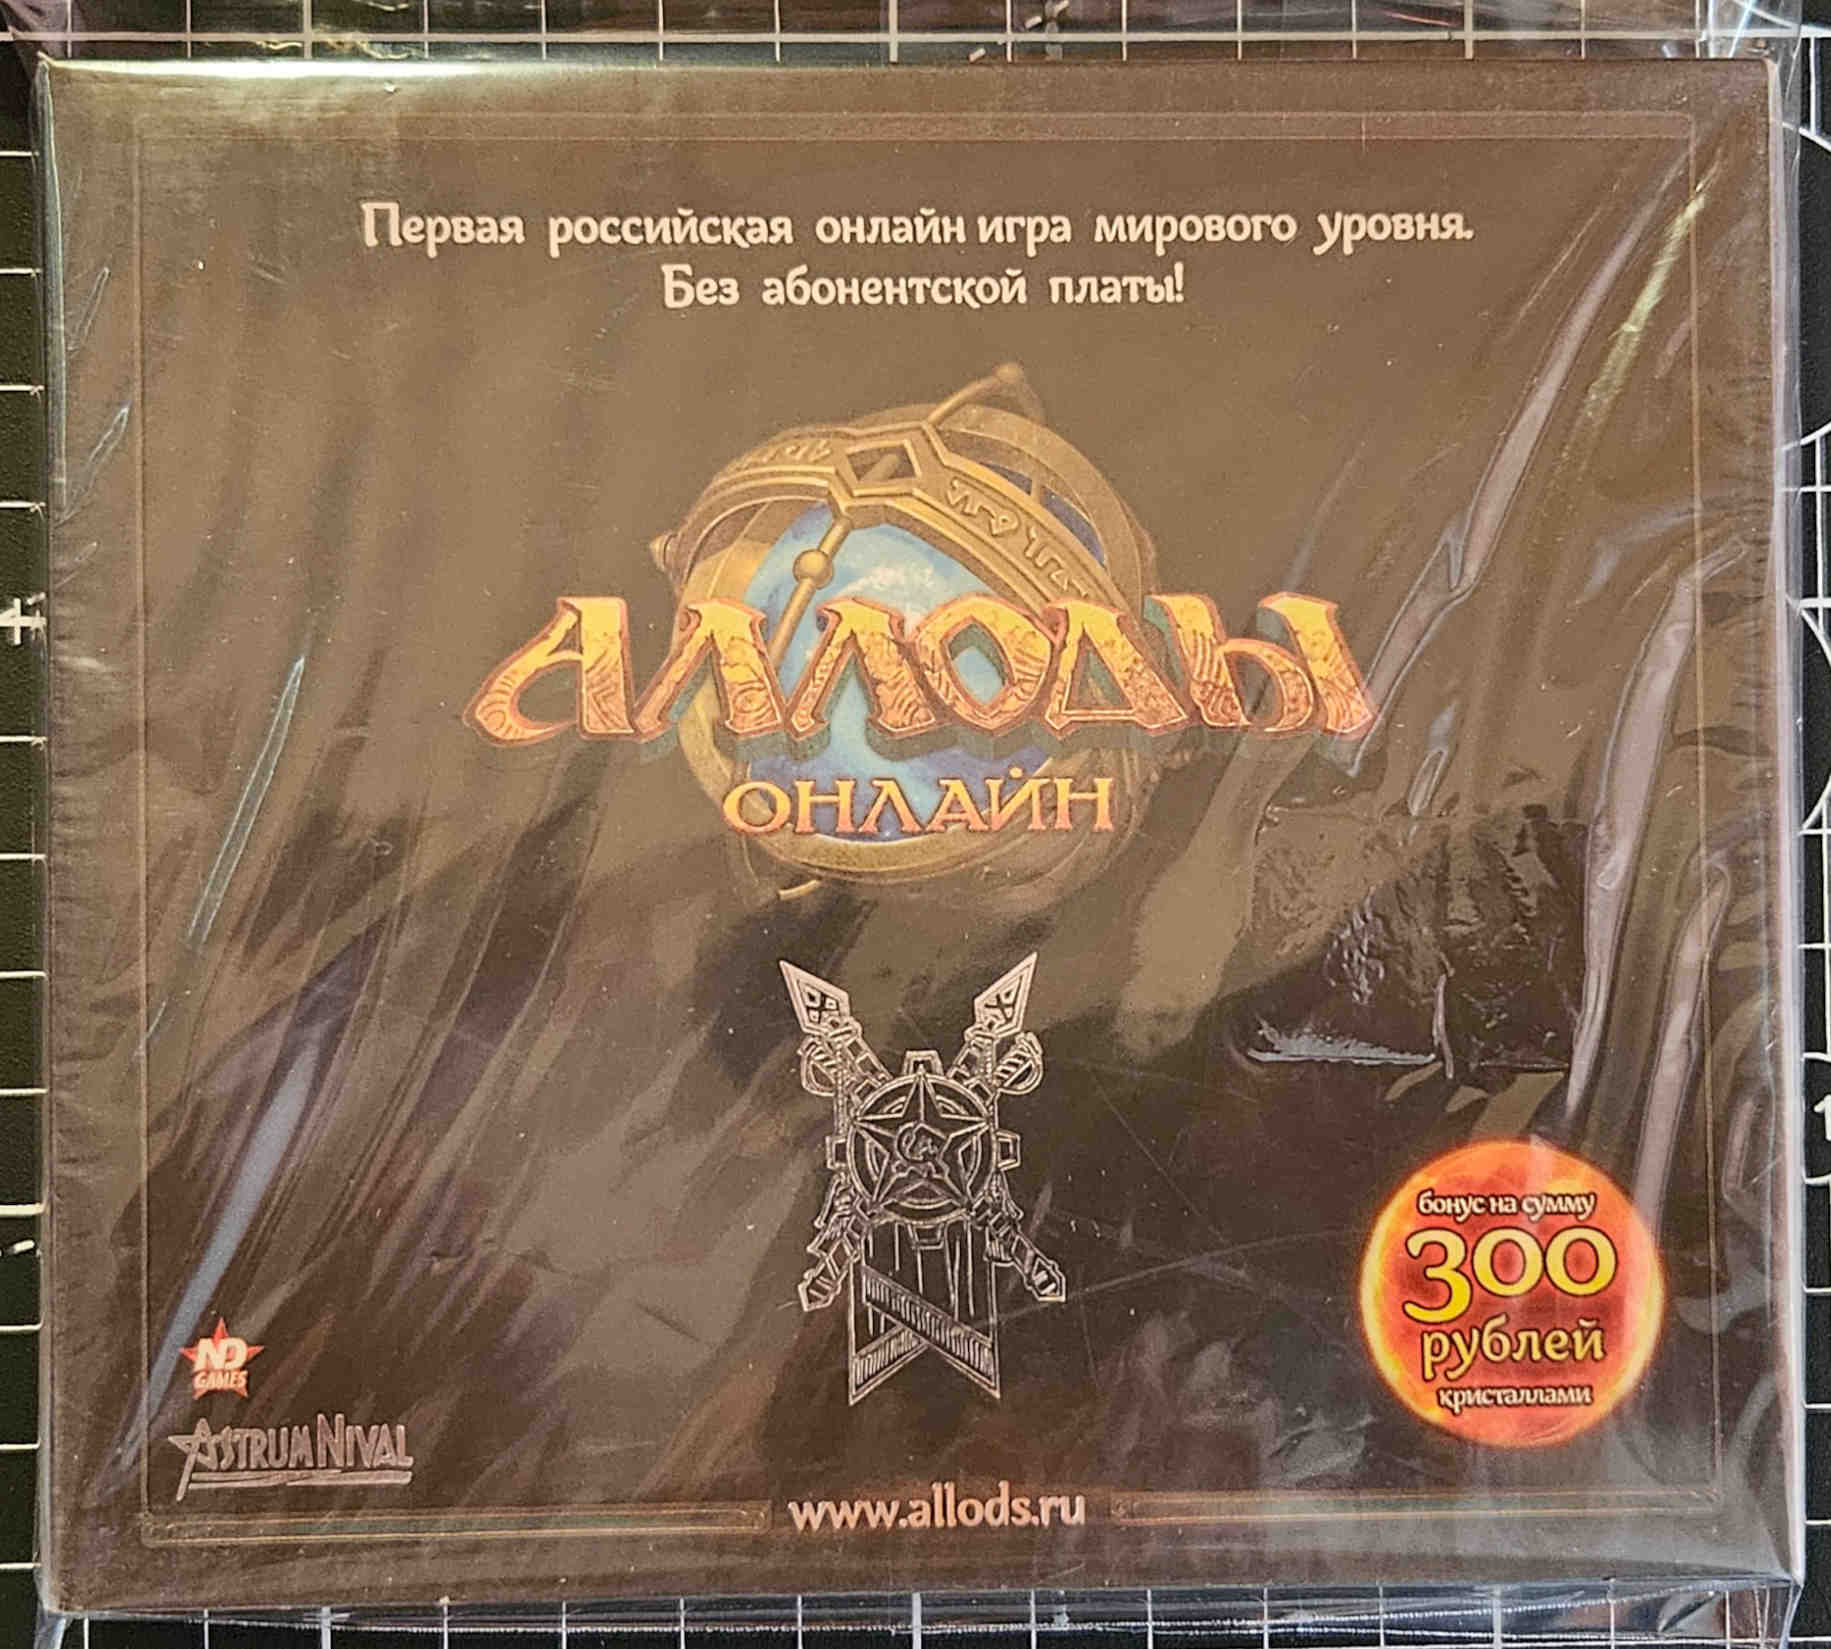 Первая российская онлайн игра мирового уровня.
Без абонентской платы!
АЛЛОДЫ
ОНЛАЙН
бонус на сумму
300
рублей
кристаллами
ND
GAMES
ASTRUM NIVAL
www.allods.ru